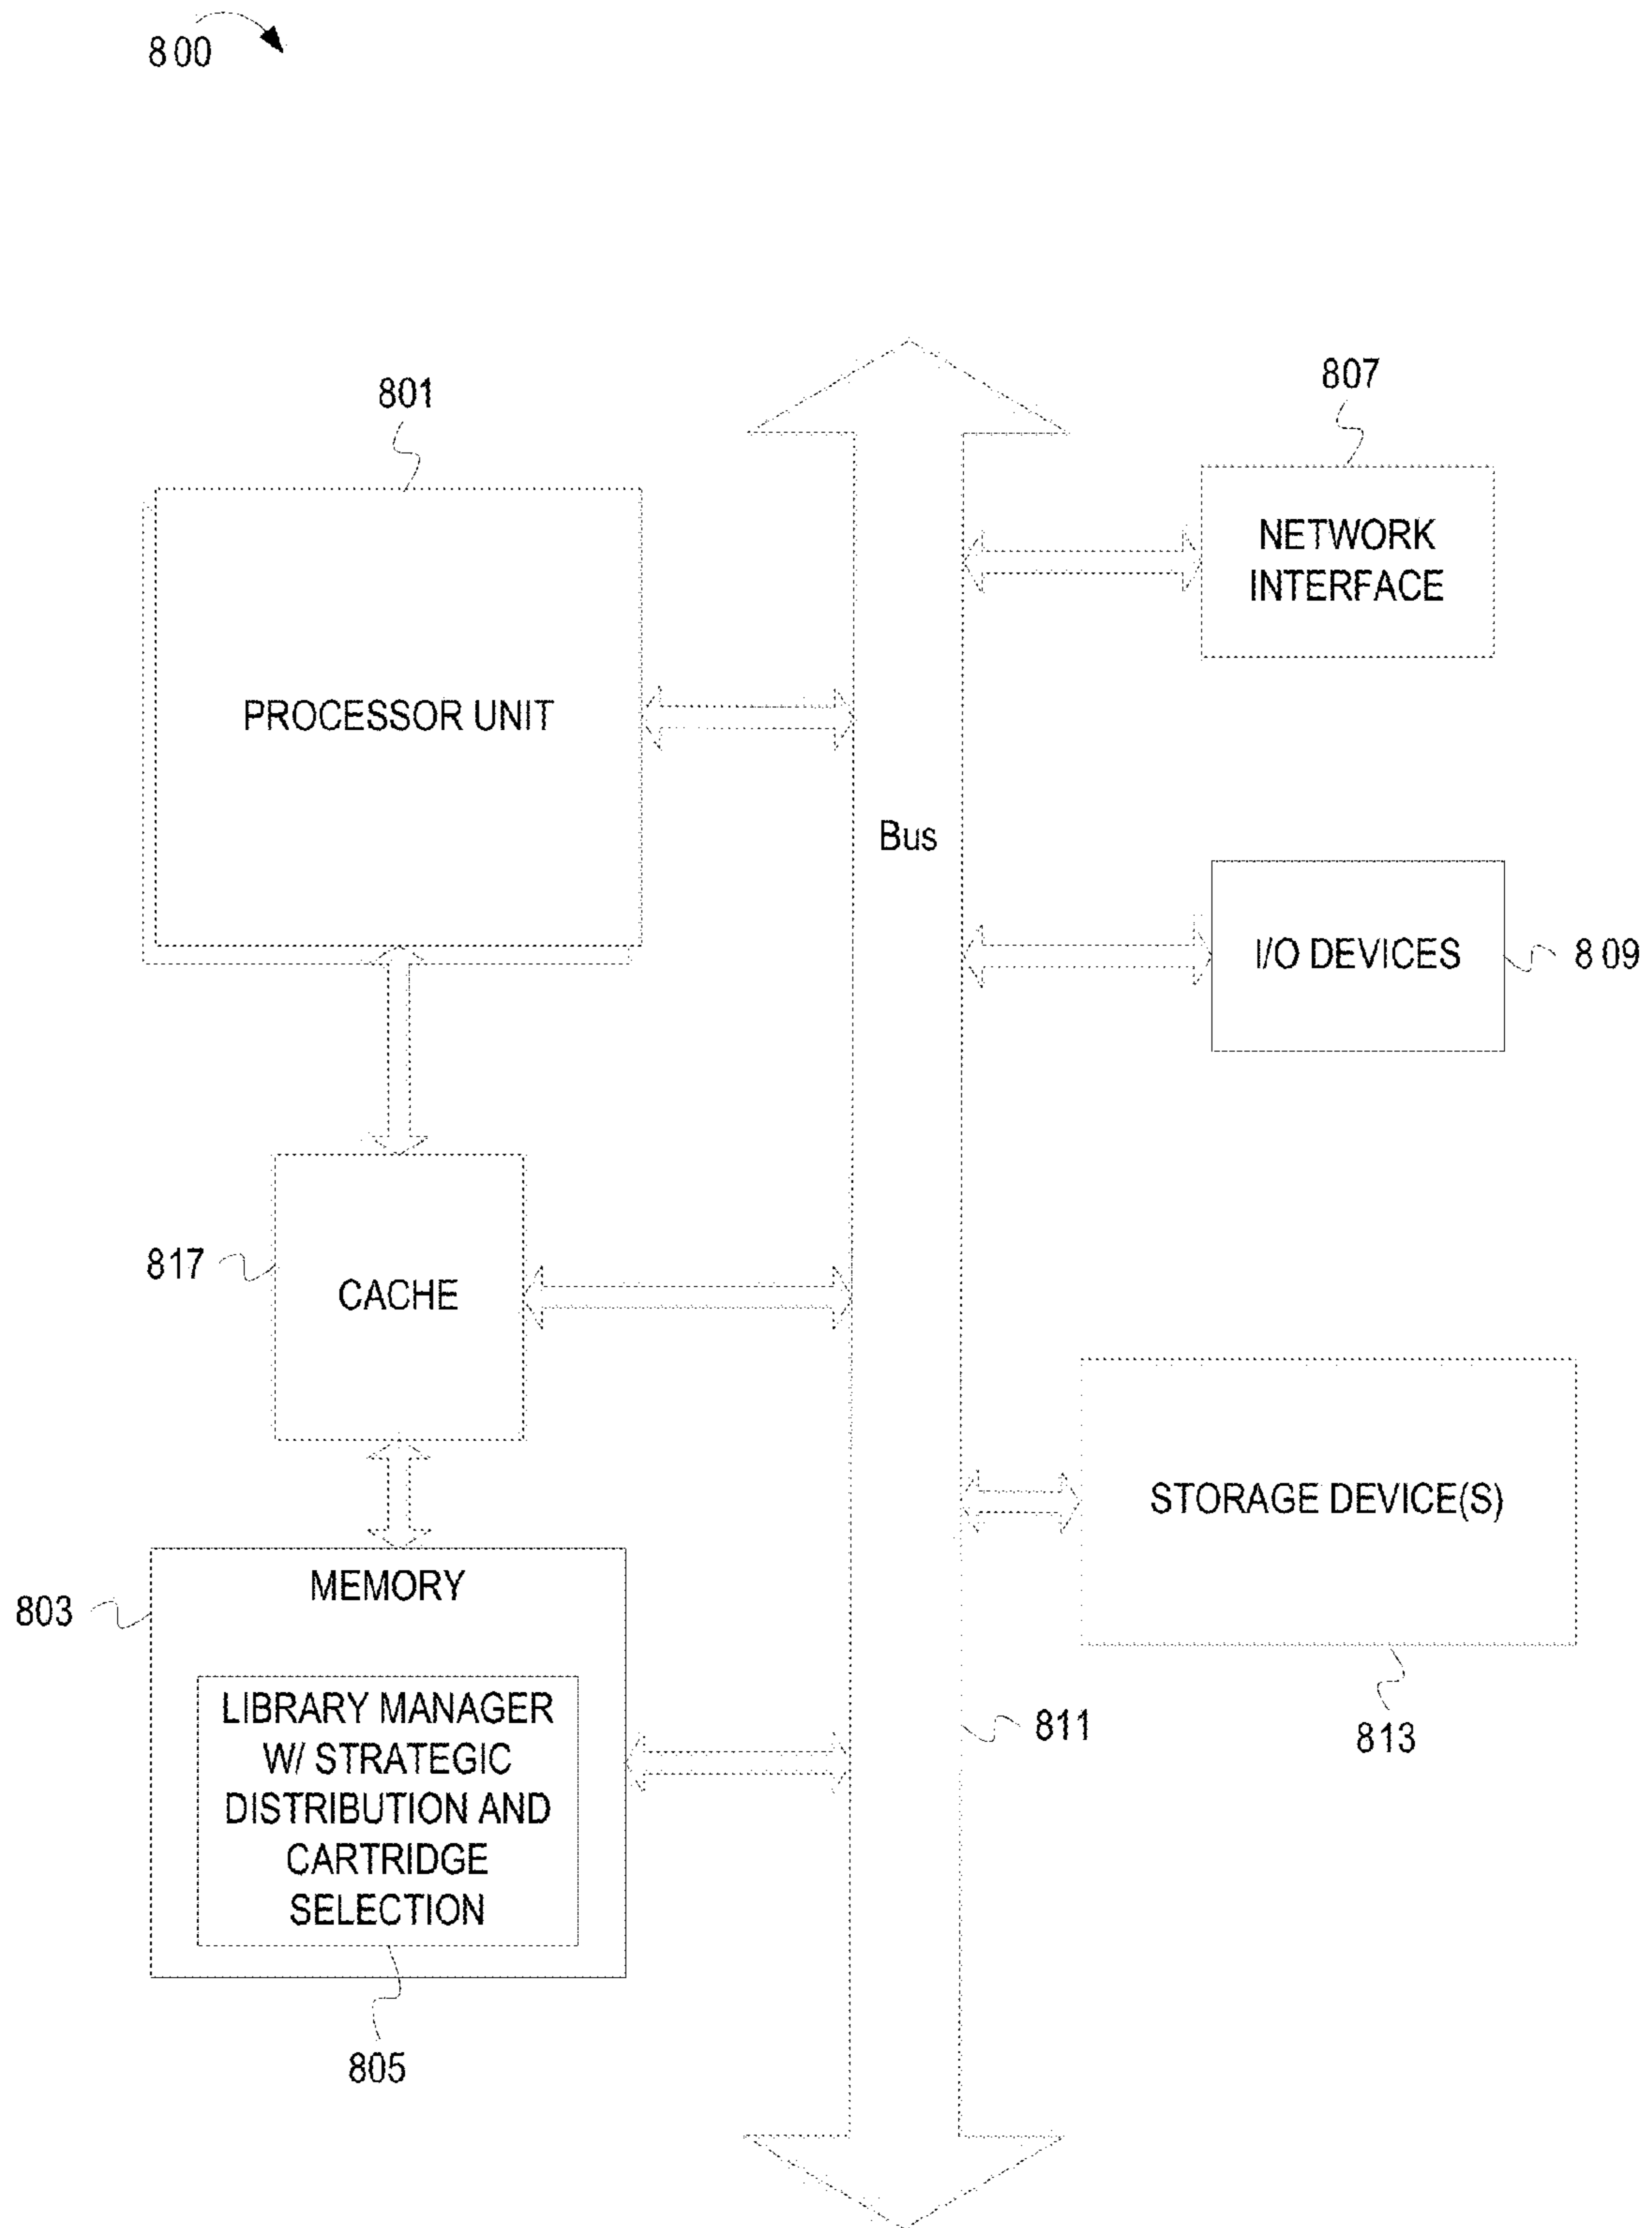 800
801
807
NETWORK
INTERFACE
PROCESSOR UNIT
Bus
I/O DEVICES
809
817
CACHE
STORAGE DEVICE(S)
MEMORY
803
LIBRARY MANAGER
W/ STRATEGIC
DISTRIBUTION AND
CARTRIDGE
SELECTION
811
813
805